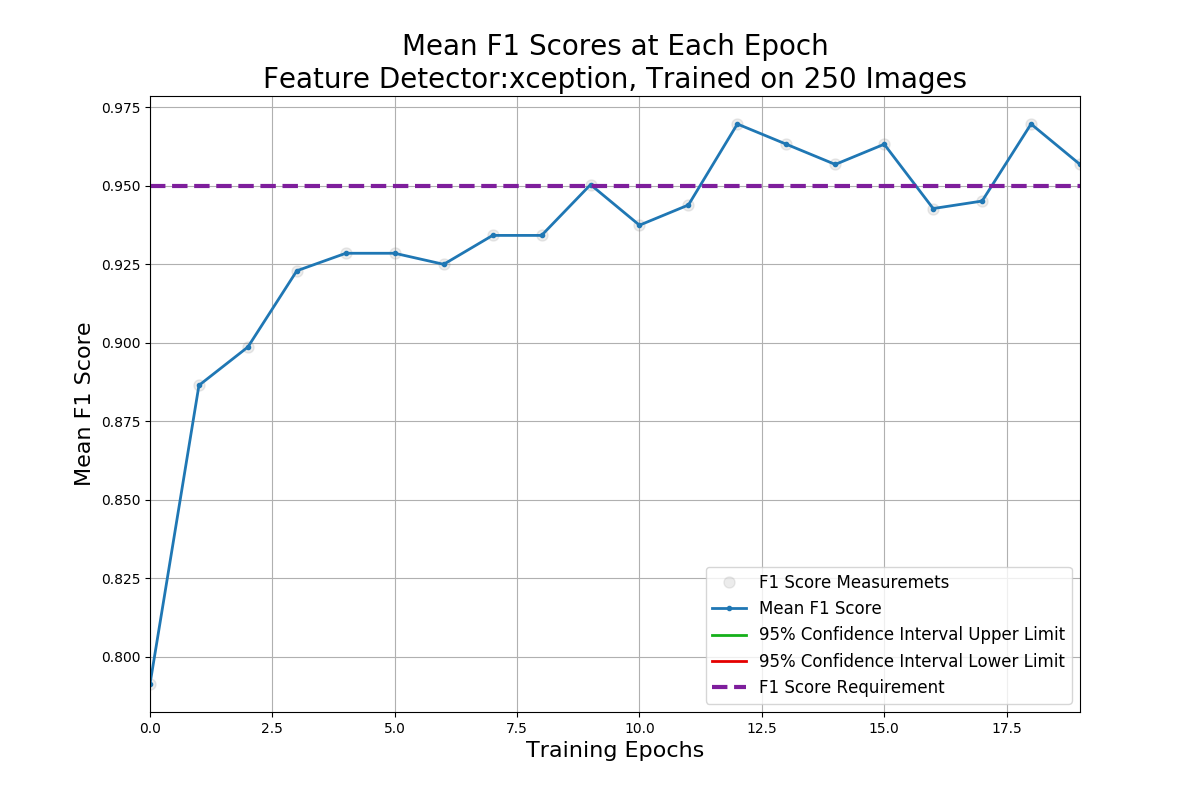 Mean F1 Scores at Each Epoch
Feature Detector:xception, Trained on 250 Images
0.975
0.950
0.925
0.900
0.875
0.850
0.825
0.800
Mean F1 Score
F1 Score Measuremets
Mean F1 Score
95% Confidence Interval Upper Limit
95% Confidence Interval Lower Limit
F1 Score Requirement
0.0 2.5 5.0 7.5 10.0 12.5 15.0 17.5
Training Epochs